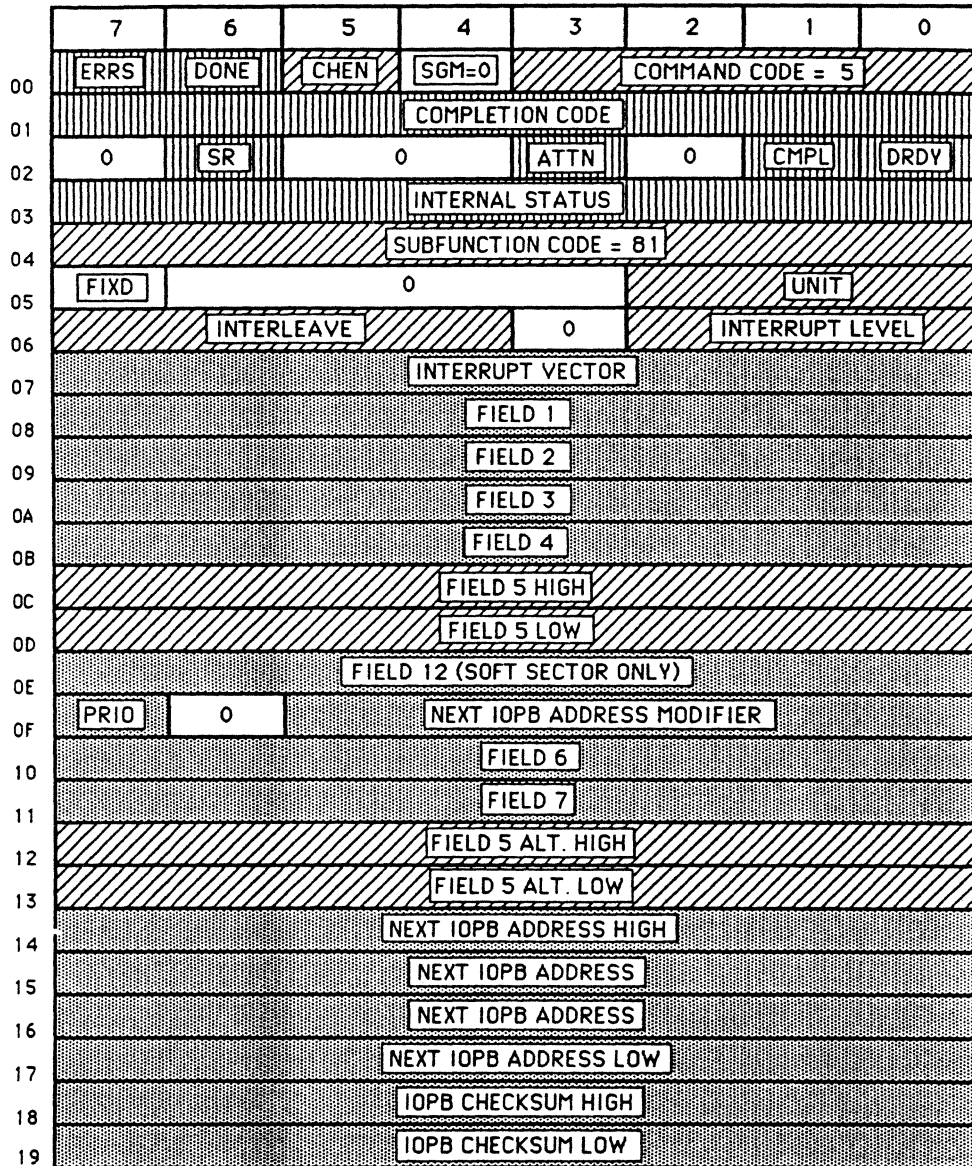 7 6 5 4 3 2 1 0
00 ERRS DONE CHEN SGM=0 COMMAND CODE = 5
01 COMPLETION CODE
02 0 SR 0 ATTN 0 CMPL DRDY
03 INTERNAL STATUS
04 SUBFUNCTION CODE = 81
05 FIXD 0 UNIT
06 INTERLEAVE 0 INTERRUPT LEVEL
07 INTERRUPT VECTOR
08 FIELD 1
09 FIELD 2
0A FIELD 3
0B FIELD 4
0C FIELD 5 HIGH
0D FIELD 5 LOW
0E FIELD 12 (SOFT SECTOR ONLY)
0F PRIO 0 NEXT IOPB ADDRESS MODIFIER
10 FIELD 6
11 FIELD 7
12 FIELD 5 ALT. HIGH
13 FIELD 5 ALT. LOW
14 NEXT IOPB ADDRESS HIGH
15 NEXT IOPB ADDRESS
16 NEXT IOPB ADDRESS
17 NEXT IOPB ADDRESS LOW
18 IOPB CHECKSUM HIGH
19 IOPB CHECKSUM LOW